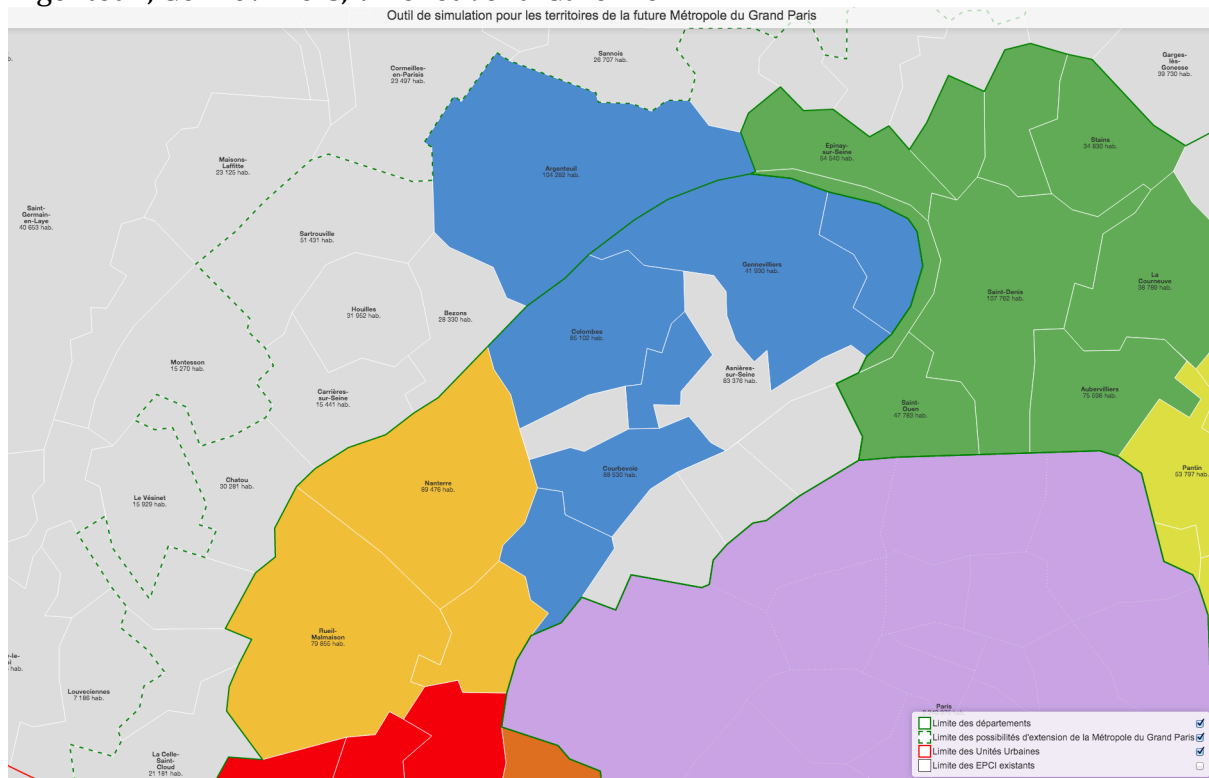 Outil de simulation pour les territoires de la future Métropole du Grand Paris
Sannois
26 707 hab.
Cormeilles-
en-Parisis
23 497 hab.
Garges-
lès-
Gonesse
39 730 hab.
Epinay-
sur-Seine
54 540 hab.
Stains
34 830 hab.
Maisons-
Laffitte
23 125 hab.
Argenteuil
104 282 hab.
Saint-
Germain-
en-Laye
40 653 hab.
Sartrouville
51 431 hab.
Gennevilliers
41 930 hab.
La
Courneuve
Saint-Denis
107 762 hab.
Houilles
31 952 hab.
Bezons
28 330 hab.
Colombes
85 102 hab.
Montesson
15 270 hab.
Asnières-
sur-Seine
83 376 hab.
Carrières-
sur-Seine
15 441 hab.
Aubervilliers
75 598 hab.
Saint-
Ouen
47 783 hab.
Courbevoie
Pantin
53 797 hab.
Chatou
30 281 hab.
Nanterre
89 476 hab.
Le Vésinet
15 929 hab.
Rueil-
Malmaison
79 855 hab.
Louveciennes
7 186 hab.
Paris
La Celle-
Saint-
Cloud
21 181 hab.
Limite des départements
Limite des possibilités d'extension de la Métropole du Grand Paris
Limite des Unités Urbaines
Limite des EPCI existants